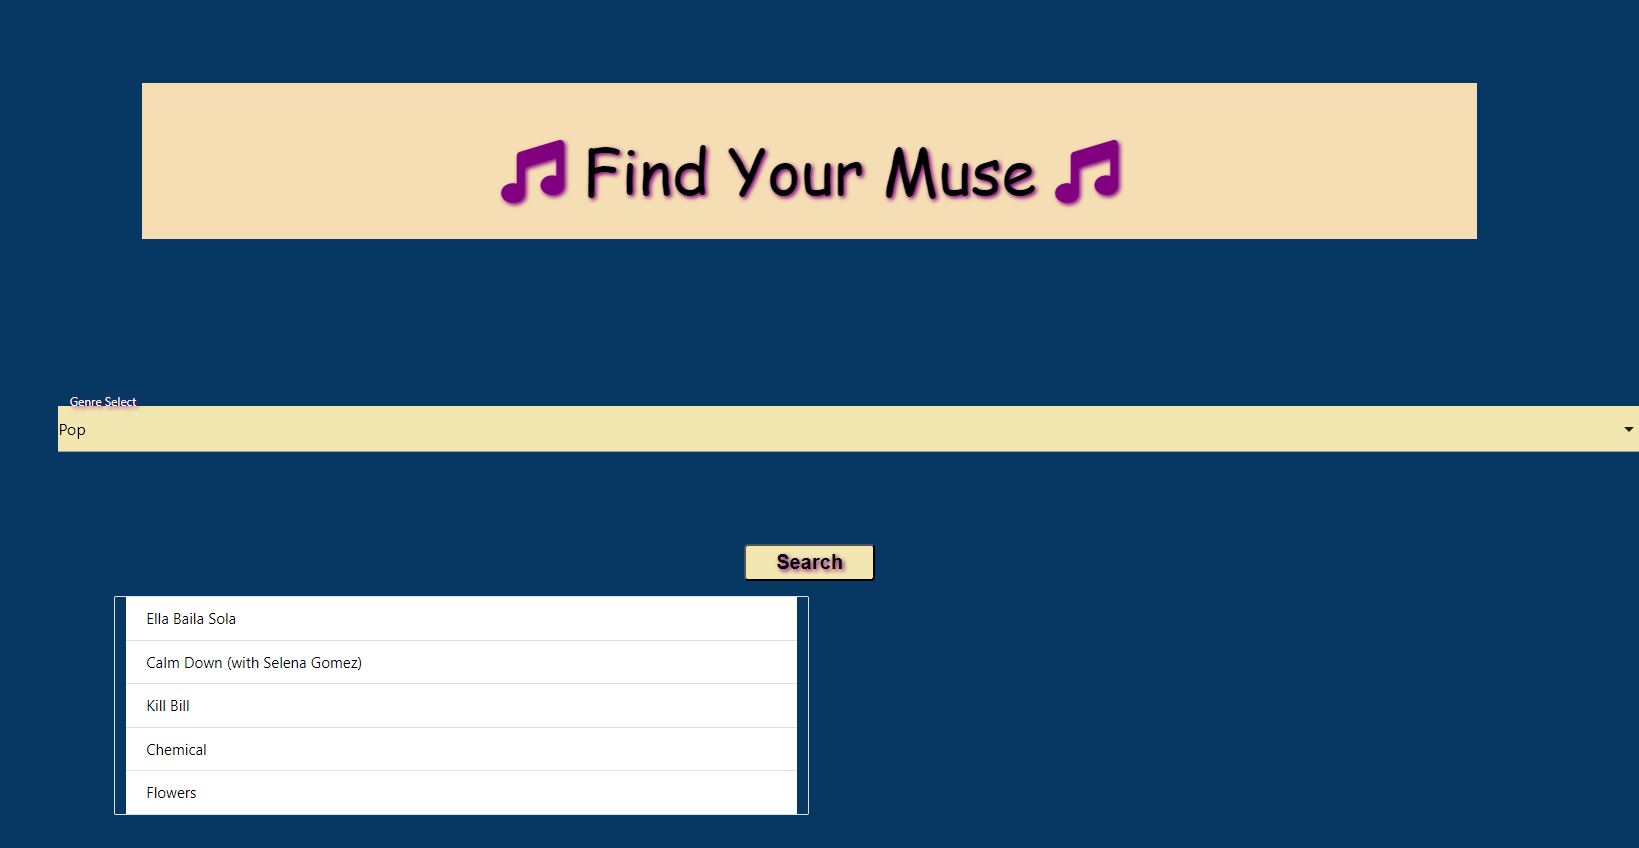 Find Your Muse
Genre Select
Pop
Search
Ella Baila Sola
Calm Down (with Selena Gomez)
Kill Bill
Chemical
Flowers